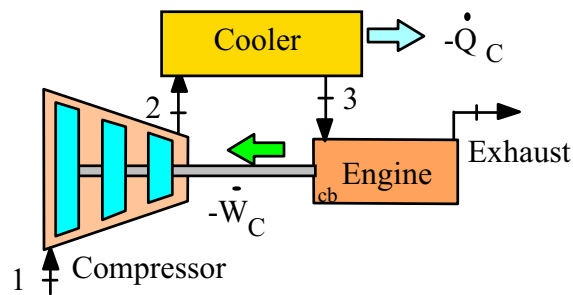 Cooler
-Q̇ C
2
3
Exhaust
Engine
cb
-Ẇ C
Compressor
1